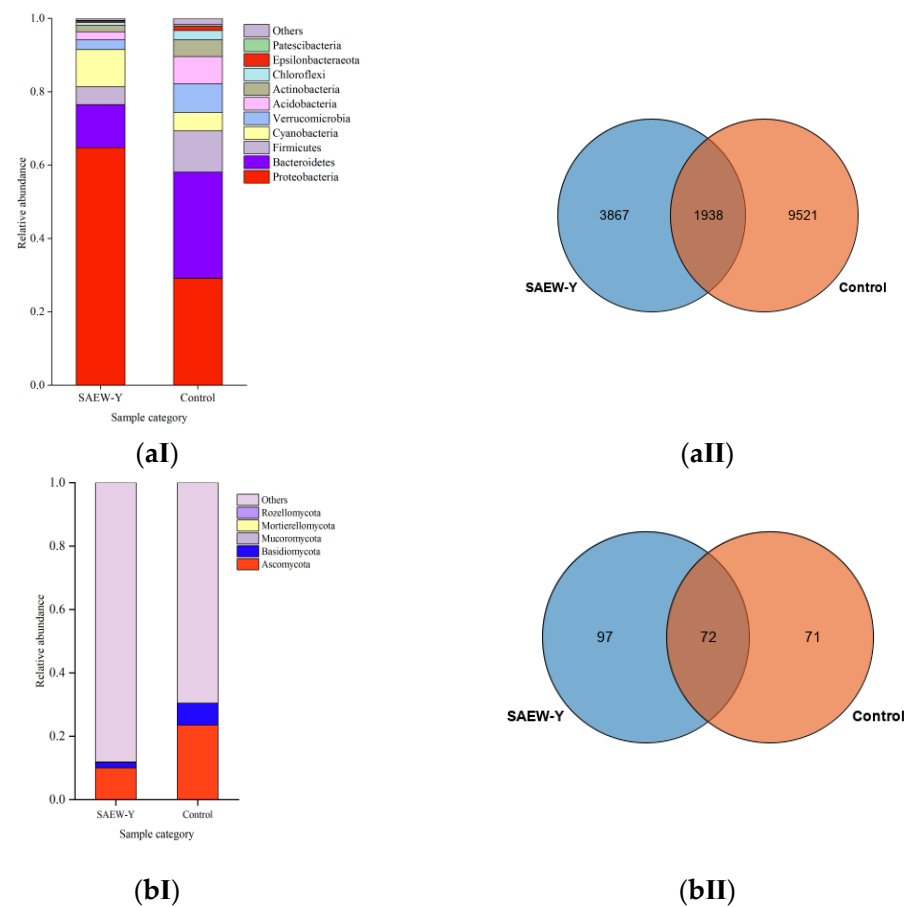 1.0
0.8
0.6
0.4
0.2
0.0
Relative abundance
SAEW-Y
Control
Sample category
Others
Patescibacteria
Epsilonbacteraeota
Chloroflexi
Actinobacteria
Acidobacteria
Verrucomicrobia
Cyanobacteria
Firmicutes
Bacteroidetes
Proteobacteria
(aI)
3867
1938
9521
SAEW-Y
Control
(aII)
1.0
0.8
0.6
0.4
0.2
0.0
Relative abundance
SAEW-Y
Control
Sample category
Others
Rozellomycota
Mortierellomycota
Mucoromycota
Basidiomycota
Ascomycota
(bI)
97
72
71
SAEW-Y
Control
(bII)